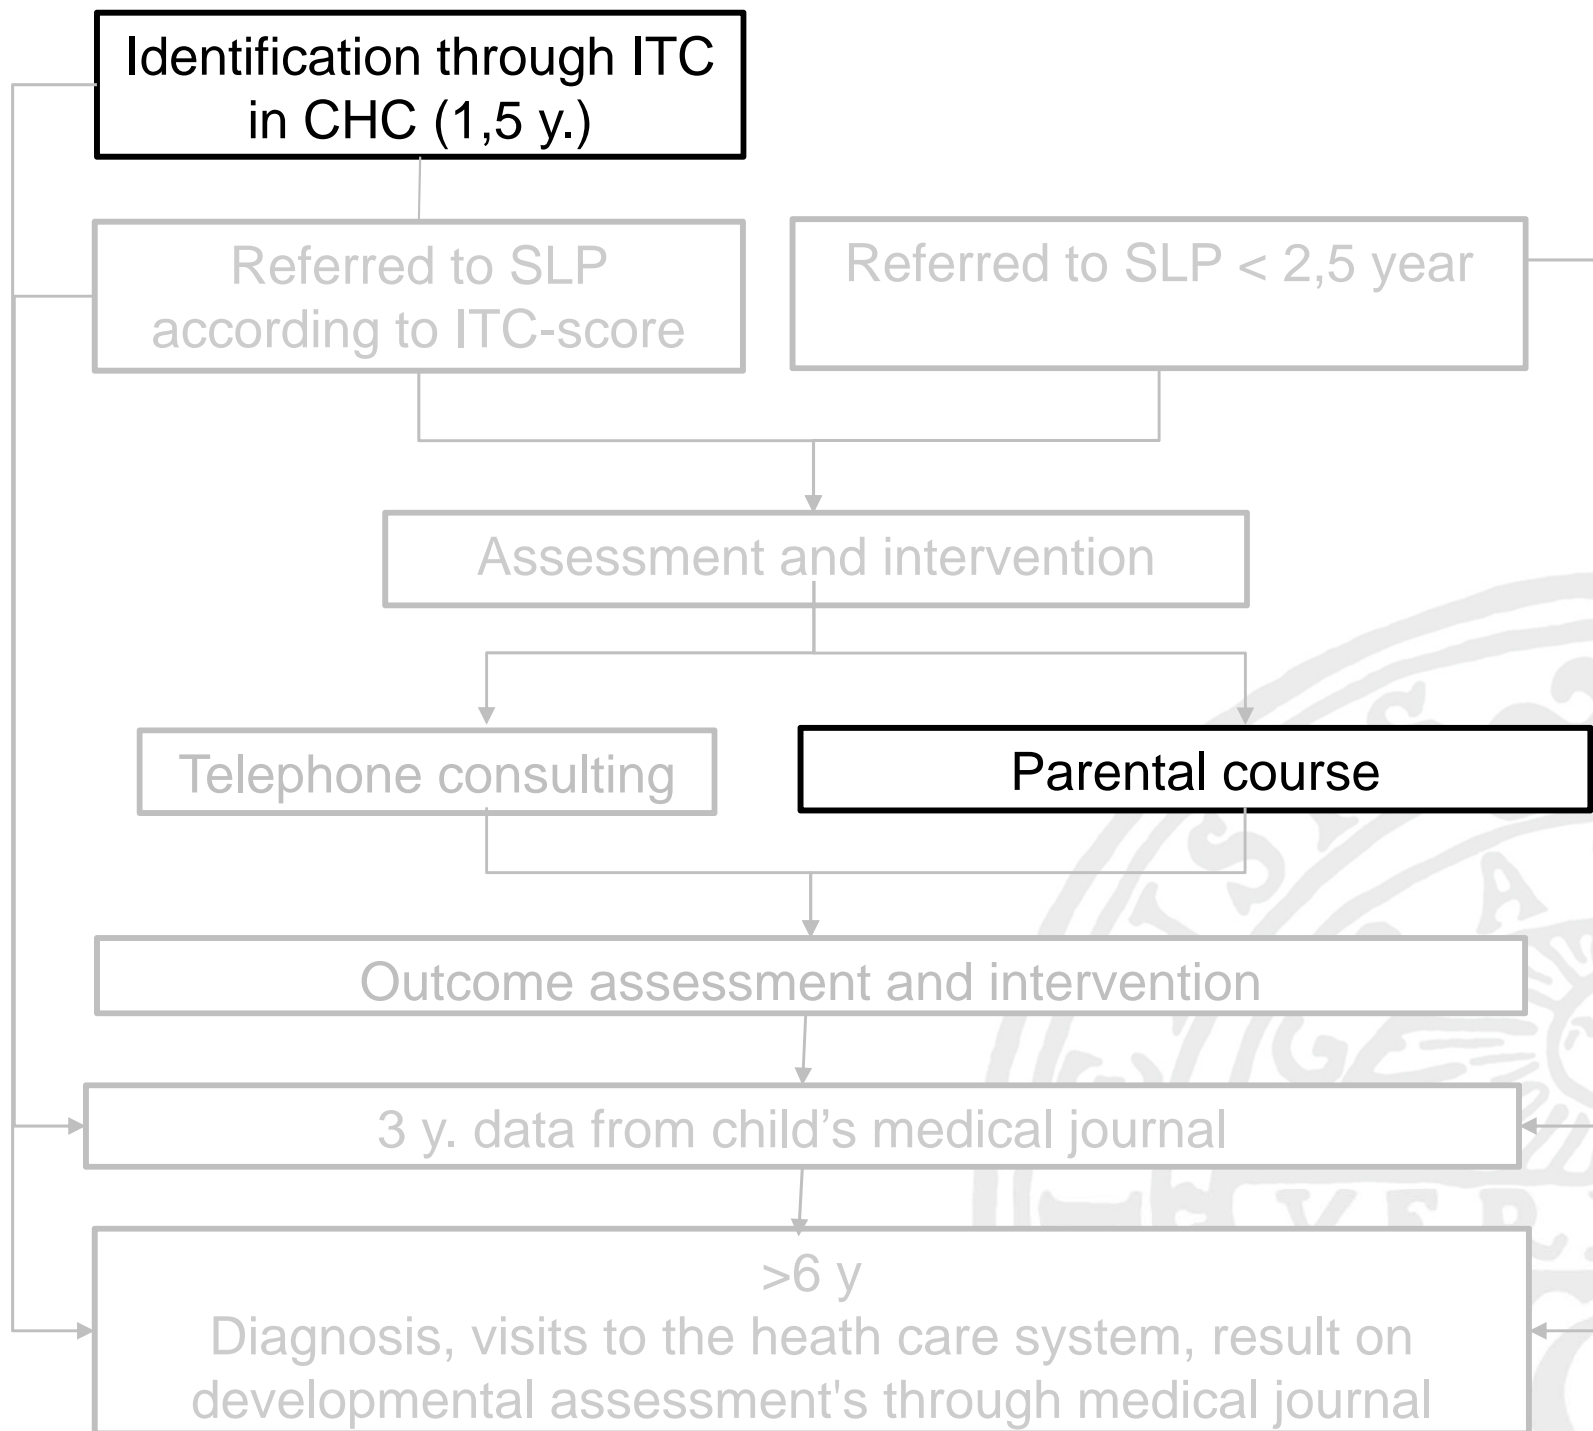 Identification through ITC
in CHC (1,5 y.)
Referred to SLP
according to ITC-score
Referred to SLP < 2,5 year
Assessment and intervention
Telephone consulting
Parental course
Outcome assessment and intervention
3 y. data from child’s medical journal
>6 y
Diagnosis, visits to the heath care system, result on
developmental assessment's through medical journal